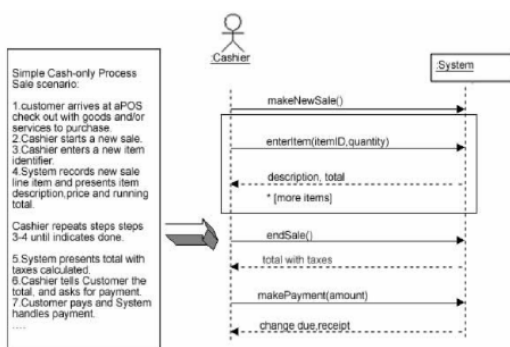 Simple Cash-only Process
Sale scenario:
1.customer arrives at aPOS
check out with goods and/or
services to purchase.
2.Cashier starts a new sale.
3.Cashier enters a new item
identifier.
4.System records new sale
line item and presents item
description,price and running
total.
Cashier repeats steps steps
3-4 until indicates done.
5.System presents total with
taxes calculated.
6.Cashier tells Customer the
total, and asks for payment.
7.Customer pays and System
handles payment.
....
:Cashier
:System
makeNewSale()
enterItem(itemID,quantity)
description, total
* [more items]
endSale()
total with taxes
makePayment(amount)
change due,receipt